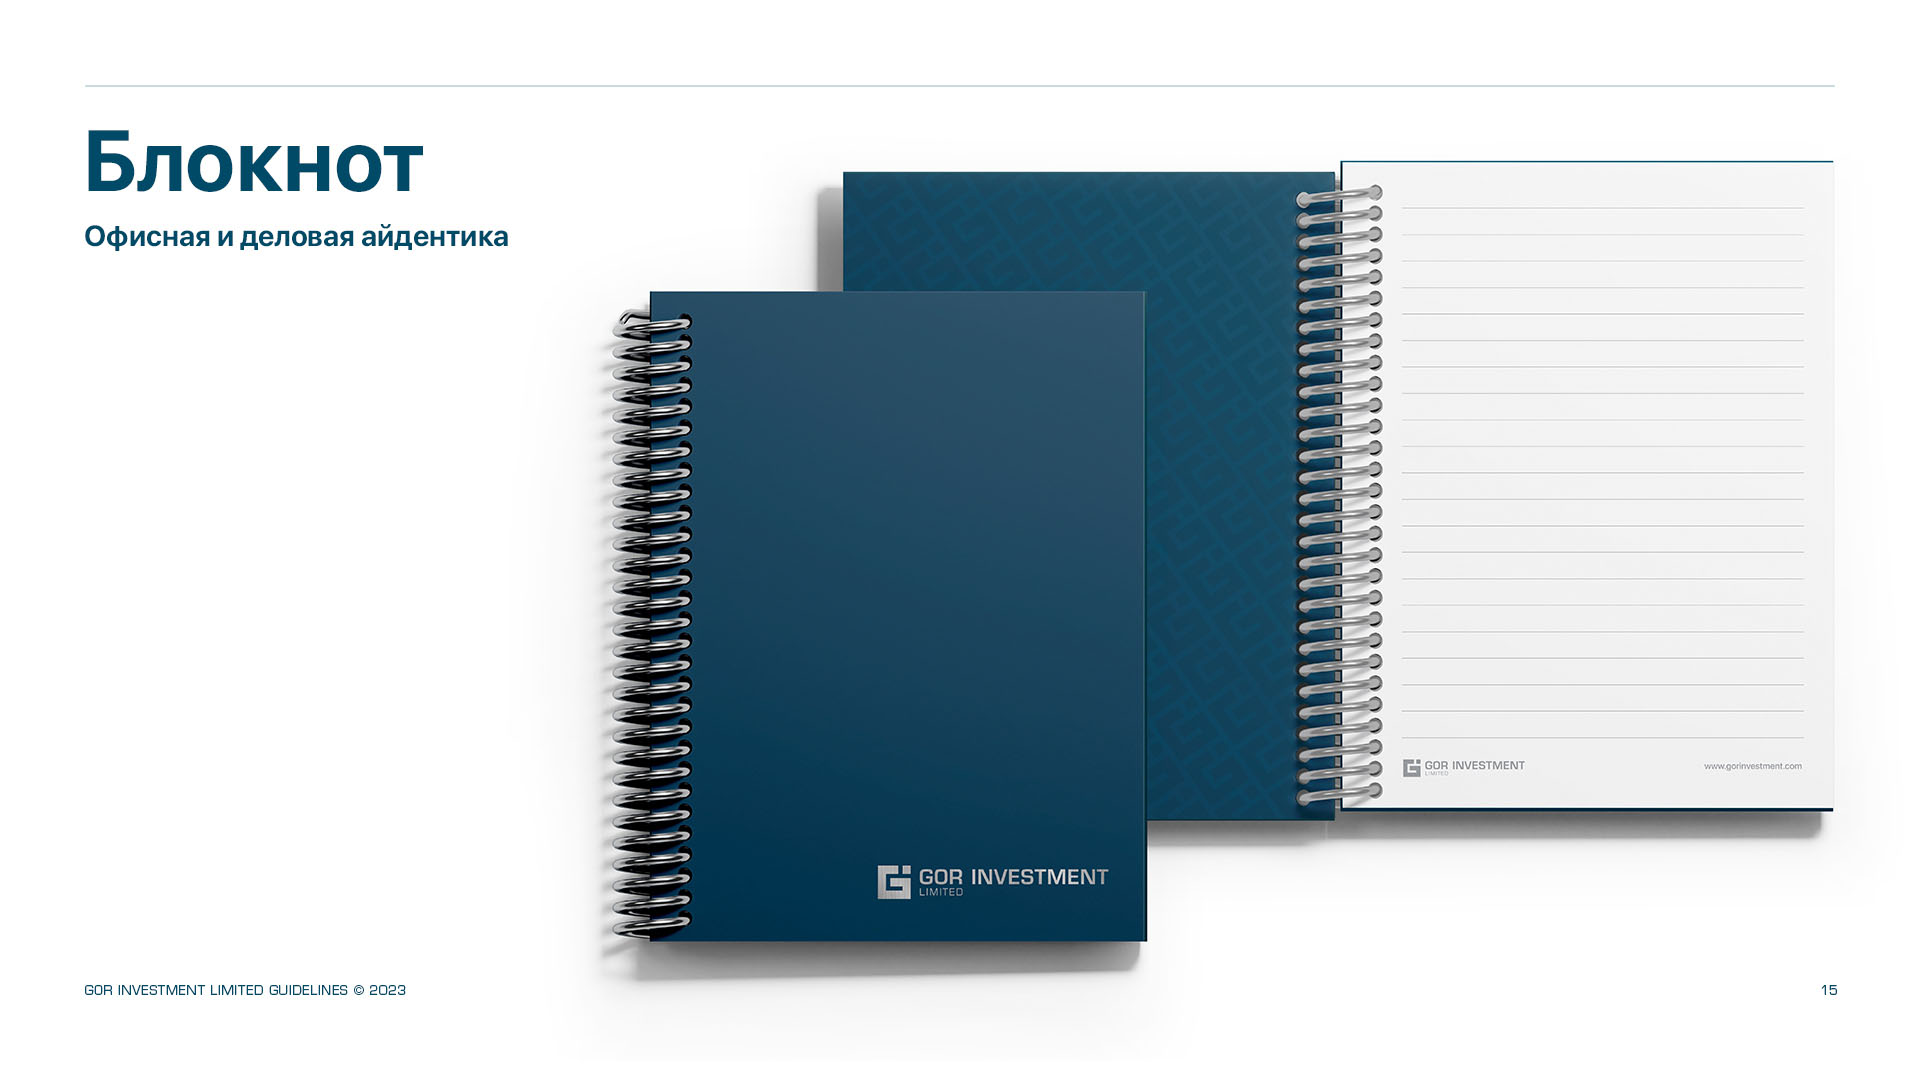 Блокнот
Офисная и деловая айдентика
GOR INVESTMENT
LIMITED
www.gorinvestment.com
GOR INVESTMENT
LIMITED
GOR INVESTMENT LIMITED GUIDELINES © 2023
15